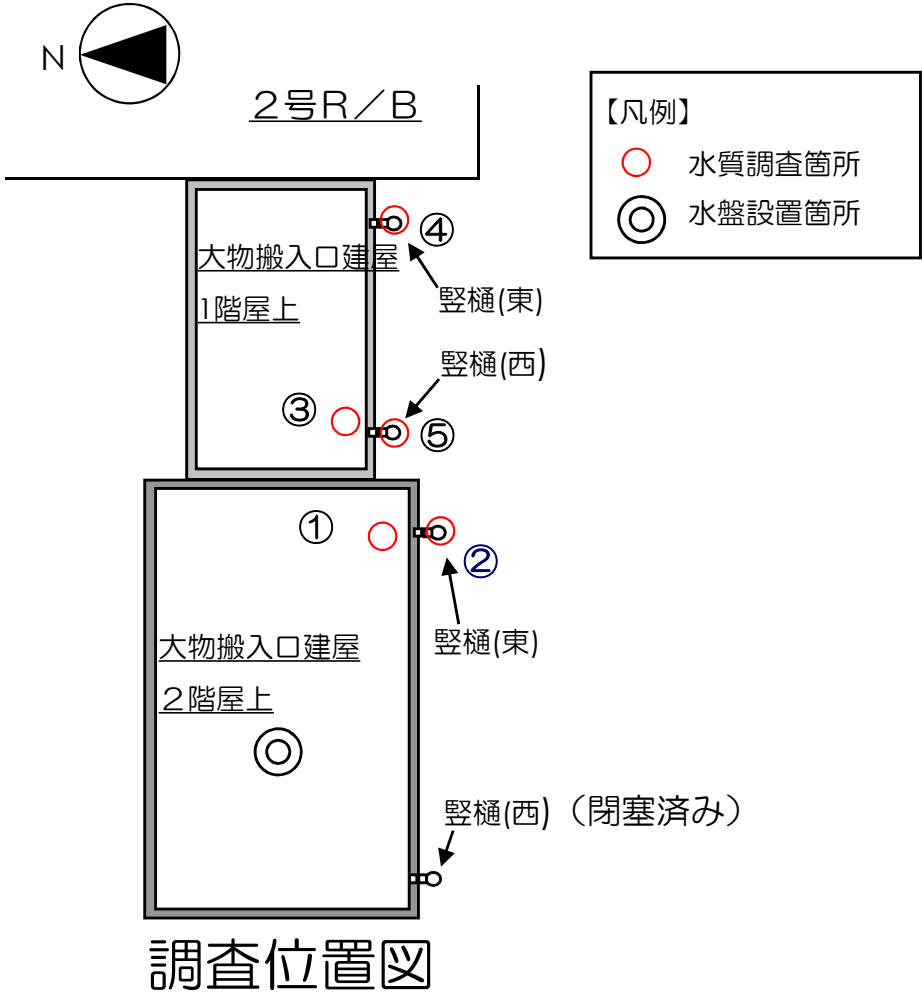 N
2号R／B
【凡例】
水質調査箇所
水盤設置箇所
④
大物搬入口建屋
1階屋上
竪樋(東)
竪樋(西)
③
⑤
①
②
竪樋(東)
大物搬入口建屋
２階屋上
竪樋(西)（閉塞済み）
調査位置図